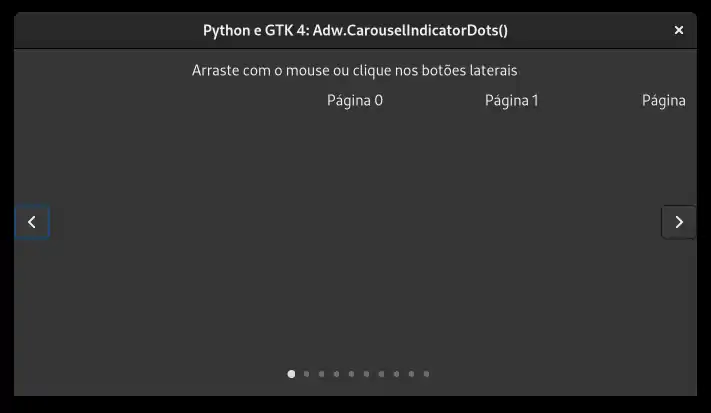 Python e GTK 4: Adw.CarouselIndicatorDots()
Arraste com o mouse ou clique nos botões laterais
Página 0 Página 1 Página